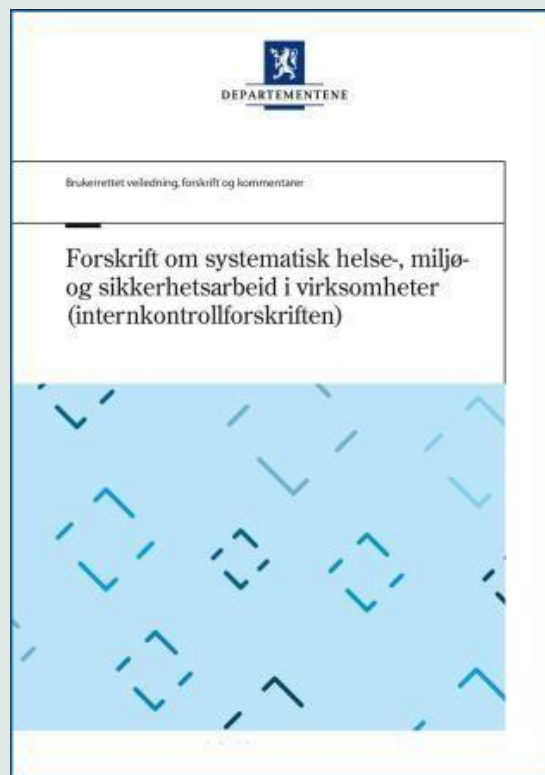 DEPARTEMENTENE
Brukerrettet veiledning, forskrift og kommentarer
Forskrift om systematisk helse-, miljø-
og sikkerhetsarbeid i virksomheter
(internkontrollforskriften)